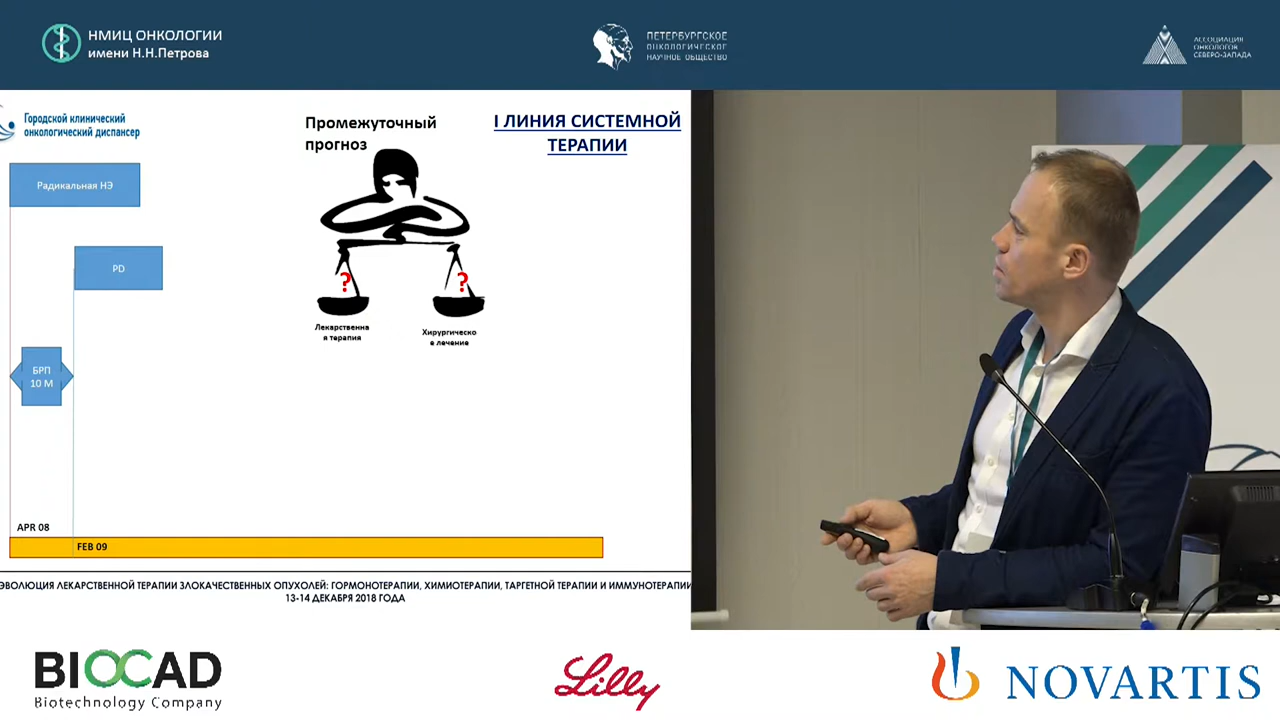 НМИЦ ОНКОЛОГИИ
имени Н.Н.Петрова
ПЕТЕРБУРГСКОЕ
ОНКОЛОГИЧЕСКОЕ
НАУЧНОЕ ОБЩЕСТВО
АССОЦИАЦИЯ
ОНКОЛОГОВ
СЕВЕРО-ЗАПАДА
Городской клинический
онкологический диспансер
Промежуточный
прогноз
I ЛИНИЯ СИСТЕМНОЙ
ТЕРАПИИ
Радикальная НЭ
PD
? ?
Лекарственна
я терапия
Хирургическо
е лечение
БРП
10 М
APR 08
FEB 09
ЭВОЛЮЦИЯ ЛЕКАРСТВЕННОЙ ТЕРАПИИ ЗЛОКАЧЕСТВЕННЫХ ОПУХОЛЕЙ: ГОРМОНОТЕРАПИИ, ХИМИОТЕРАПИИ, ТАРГЕТНОЙ ТЕРАПИИ И ИММУНОТЕРАПИИ
13-14 ДЕКАБРЯ 2018 ГОДА
BIOCAD
Biotechnology Company
Lilly
NOVARTIS